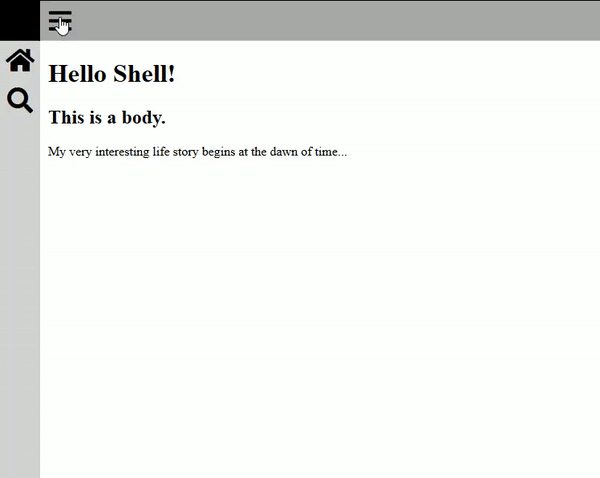 Hello Shell!
This is a body.
My very interesting life story begins at the dawn of time...